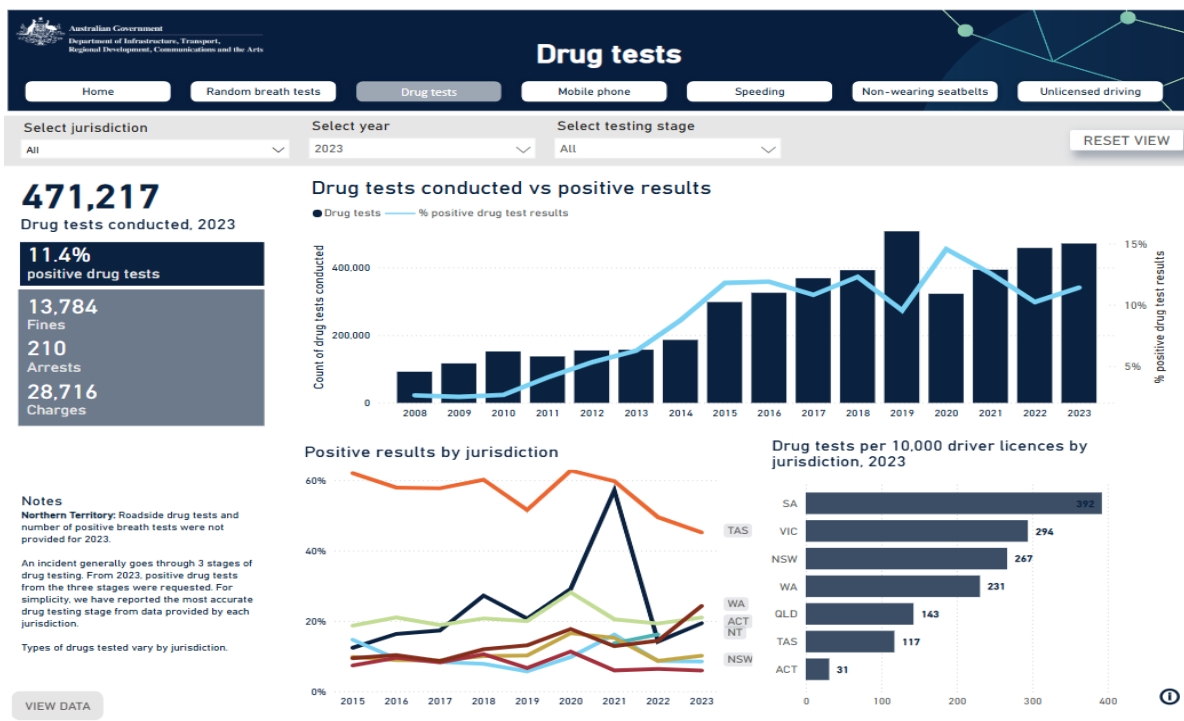 Australian Government
Department of Infrastructure, Transport,
Regional Development, Communications and the Arts
Drug tests
Home
Random breath tests
Drug tests
Mobile phone
Speeding
Non-wearing seatbelts
Unlicensed driving
Select jurisdiction
All
Select year
2023
Select testing stage
All
RESET VIEW
471,217
Drug tests conducted, 2023
11.4%
positive drug tests
13,784
Fines
210
Arrests
28,716
Charges
Notes
Northern Territory: Roadside drug tests and
number of positive breath tests were not
provided for 2023.
An incident generally goes through 3 stages of
drug testing. From 2023, positive drug tests
from the three stages were requested. For
simplicity, we have reported the most accurate
drug testing stage from data provided by each
jurisdiction.
Types of drugs tested vary by jurisdiction.
VIEW DATA
Drug tests conducted vs positive results
Drug tests
% positive drug test results
Count of drug tests conducted
400,000
200,000
0
15%
10%
5%
% positive drug test results
2008 2009 2010 2011 2012 2013 2014 2015 2016 2017 2018 2019 2020 2021 2022 2023
Positive results by jurisdiction
60%
40%
20%
0%
TAS
WA
ACT
NT
NSW
2015 2016 2017 2018 2019 2020 2021 2022 2023
Drug tests per 10,000 driver licences by
jurisdiction, 2023
SA 392
VIC 294
NSW 267
WA 231
QLD 143
TAS 117
ACT 31
0 100 200 300 400